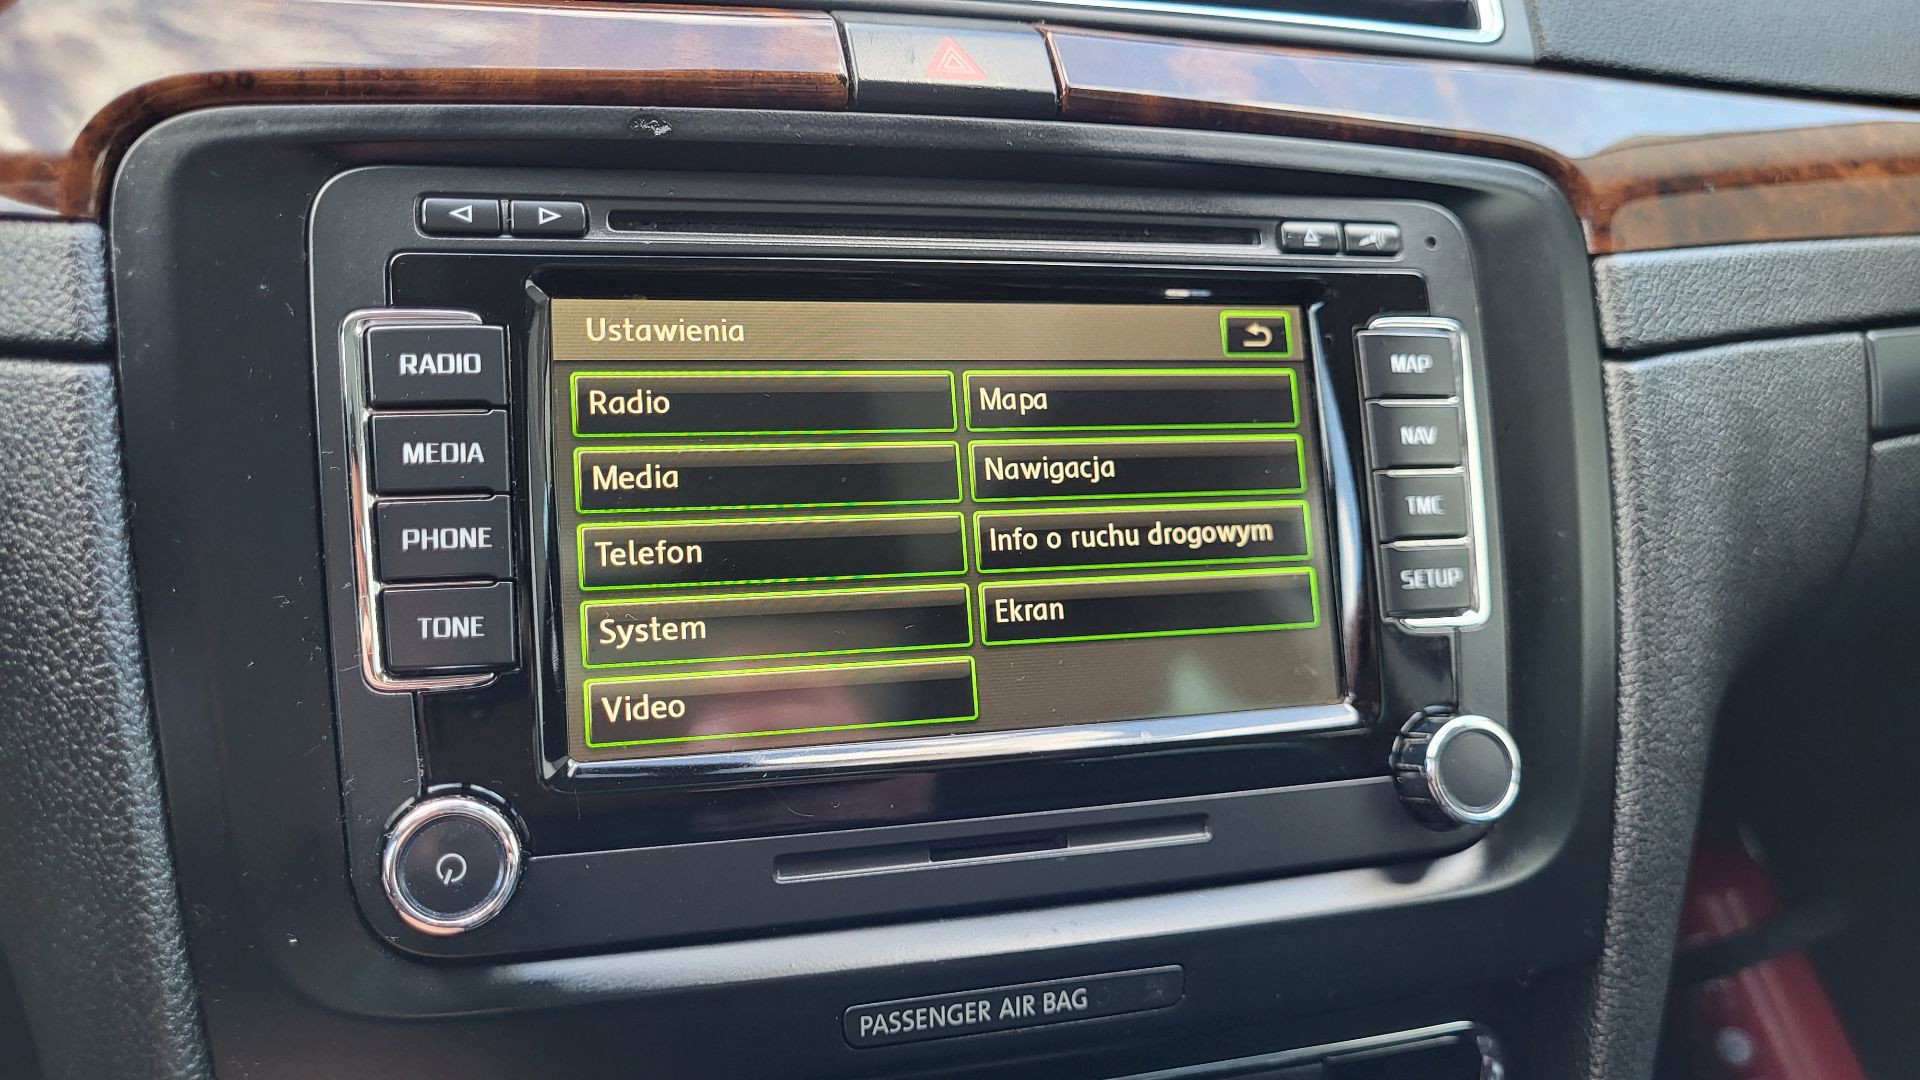 RADIO
MEDIA
PHONE
TONE
Ustawienia
Radio
Media
Telefon
System
Video
Mapa
Nawigacja
Info o ruchu drogowym
Ekran
MAP
NAV
TMC
SETUP
PASSENGER AIR BAG